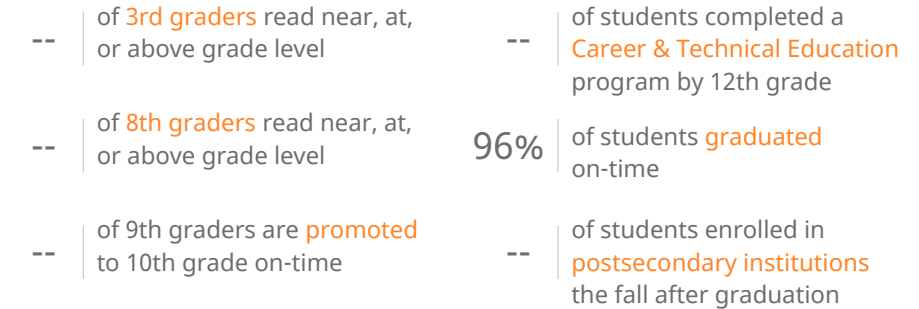 --
of 3rd graders read near, at,
or above grade level
--
of 8th graders read near, at,
or above grade level
--
of 9th graders are promoted
to 10th grade on-time
--
of students completed a
Career & Technical Education
program by 12th grade
96%
of students graduated
on-time
--
of students enrolled in
postsecondary institutions
the fall after graduation